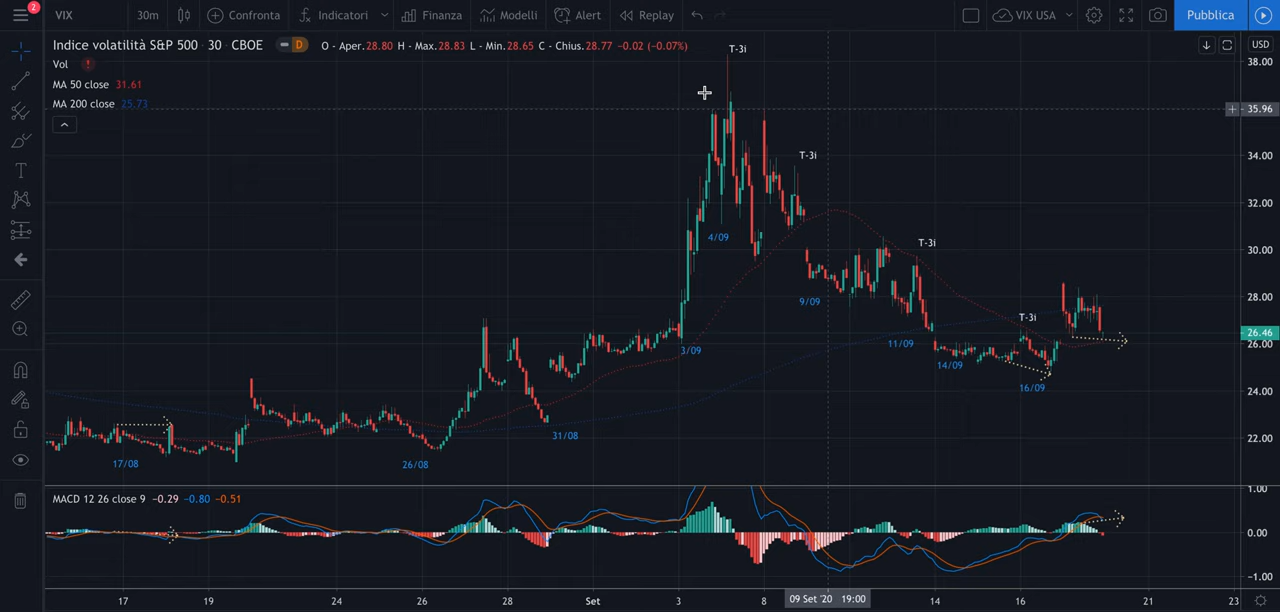 2
VIX 30m Confronta Indicatori Finanza Modelli Alert Replay VIX USA Pubblica
Indice volatilità S&P 500 · 30 · CBOE D O - Aper.28.80 H - Max.28.83 L - Min.28.65 C - Chius.28.77 −0.02 (−0.07%)
Vol !
MA 50 close 31.61
MA 200 close 25.73
USD
38.00
35.96
34.00
32.00
30.00
28.00
26.46
26.00
24.00
22.00
T-3i
T-3i
4/09
T-3i
9/09
T-3i
11/09
3/09
14/09
16/09
31/08
17/08
26/08
MACD 12 26 close 9 −0.29 −0.80 −0.51
1.00
0.00
−1.00
17 19 24 26 28 Set 3 8 09 Set '20 19:00 14 16 21 23